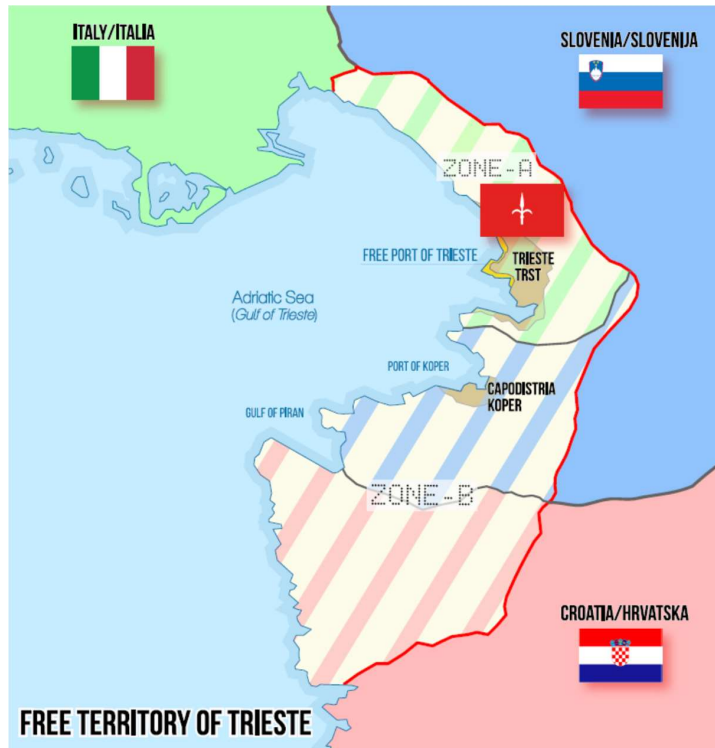 ITALY/ITALIA
SLOVENIA/SLOVENIJA
ZONE-A
FREE PORT OF TRIESTE
TRIESTE
TRST
Adriatic Sea
(Gulf of Trieste)
PORT OF KOPER
CAPODISTRIA
KOPER
GULF OF PIRAN
ZONE-B
CROATIA/HRVATSKA
FREE TERRITORY OF TRIESTE